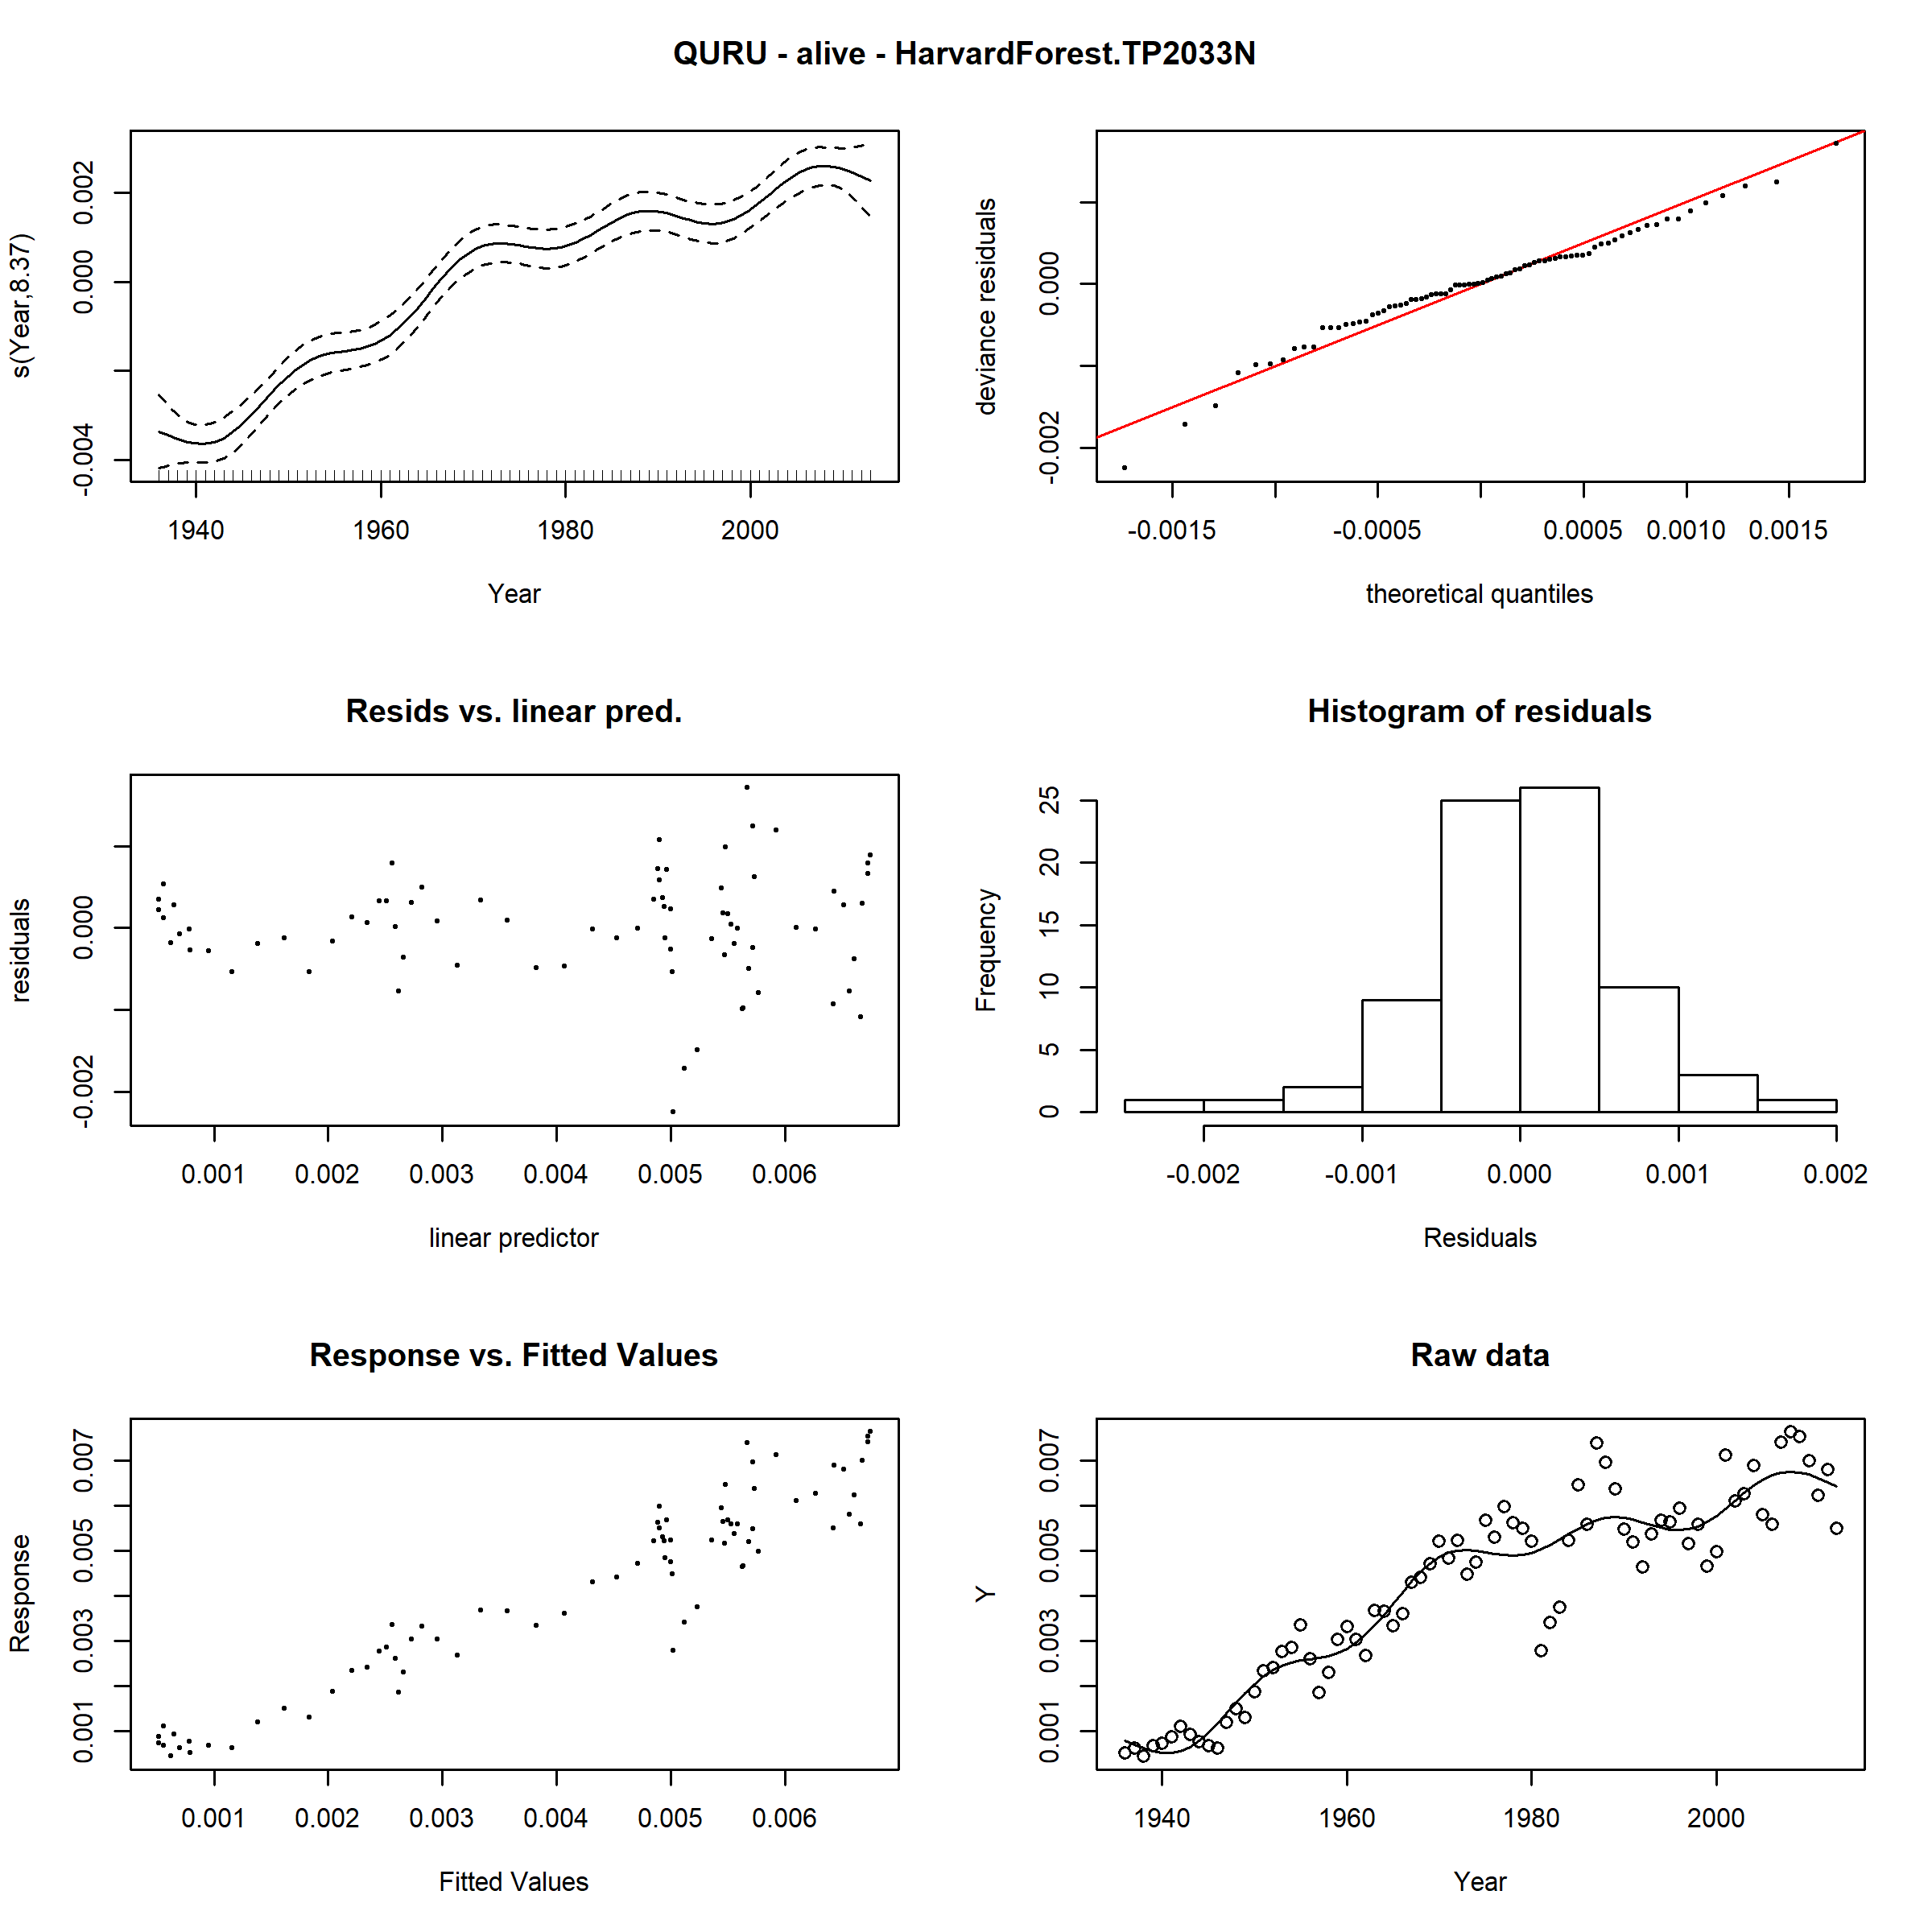 QURU - alive - HarvardForest.TP2033N
s(Year,8.37)
0.002
0.000
-0.004
1940 1960 1980 2000
Year
deviance residuals
0.000
-0.002
-0.0015 -0.0005 0.0005 0.0010 0.0015
theoretical quantiles
Resids vs. linear pred.
residuals
0.000
-0.002
0.001 0.002 0.003 0.004 0.005 0.006
linear predictor
Histogram of residuals
Frequency
25
20
15
10
5
0
-0.002 -0.001 0.000 0.001 0.002
Residuals
Response vs. Fitted Values
Response
0.007
0.005
0.003
0.001
0.001 0.002 0.003 0.004 0.005 0.006
Fitted Values
Raw data
Y
0.007
0.005
0.003
0.001
1940 1960 1980 2000
Year